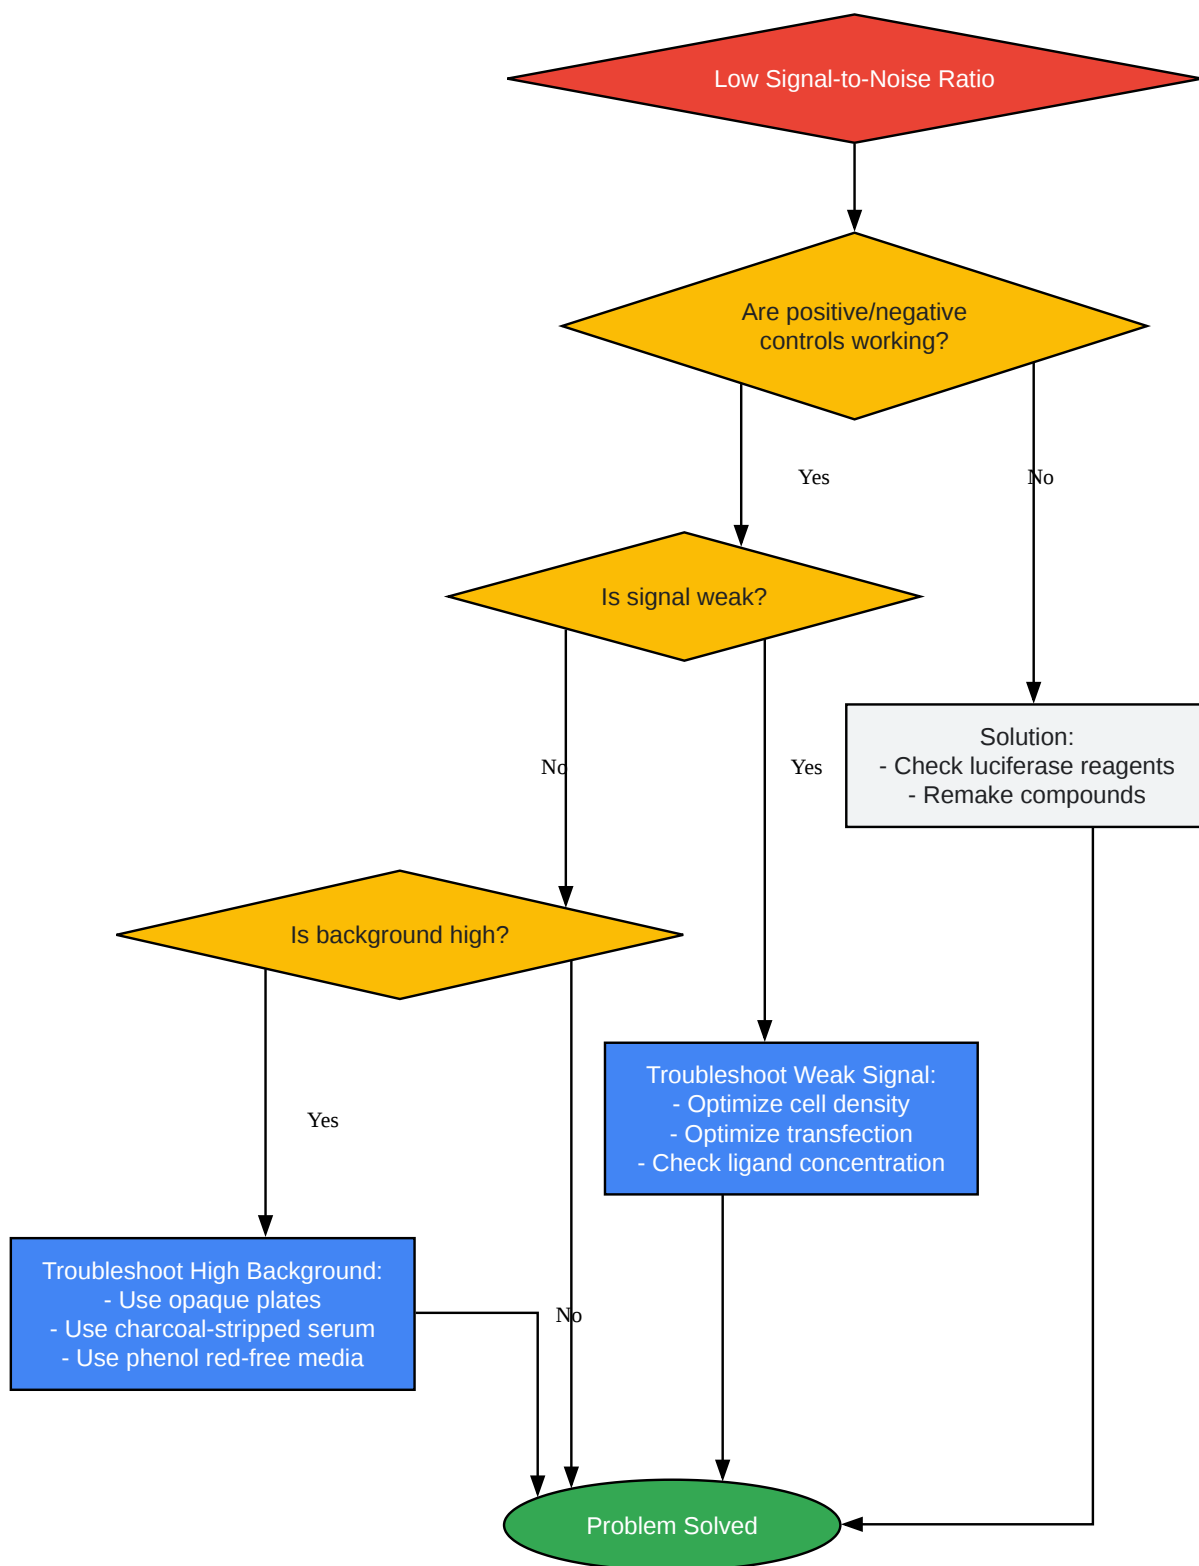 Low Signal-to-Noise Ratio
Are positive/negative
controls working?
Yes
No
Is signal weak?
Solution:
- Check luciferase reagents
- Remake compounds
No
Yes
Is background high?
Troubleshoot Weak Signal:
- Optimize cell density
- Optimize transfection
- Check ligand concentration
Yes
Troubleshoot High Background:
- Use opaque plates
- Use charcoal-stripped serum
- Use phenol red-free media
No
Problem Solved